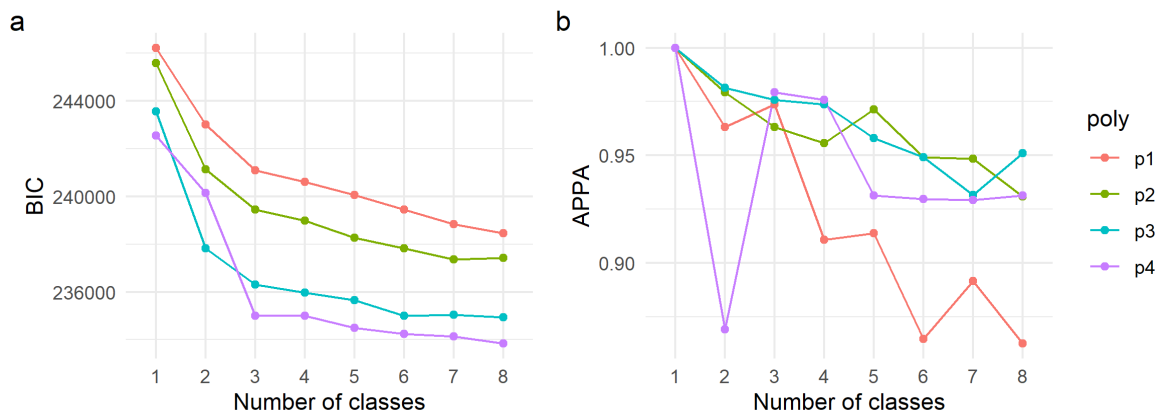 a
BIC
244000
240000
236000
1 2 3 4 5 6 7 8
Number of classes
b
APPA
1.00
0.95
0.90
1 2 3 4 5 6 7 8
Number of classes
poly
p1
p2
p3
p4